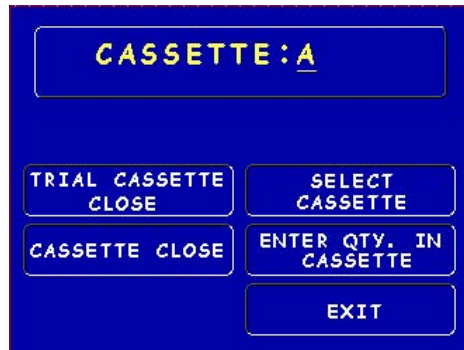 CASSETTE:A
TRIAL CASSETTE
CLOSE
SELECT
CASSETTE
CASSETTE CLOSE
ENTER QTY. IN
CASSETTE
EXIT